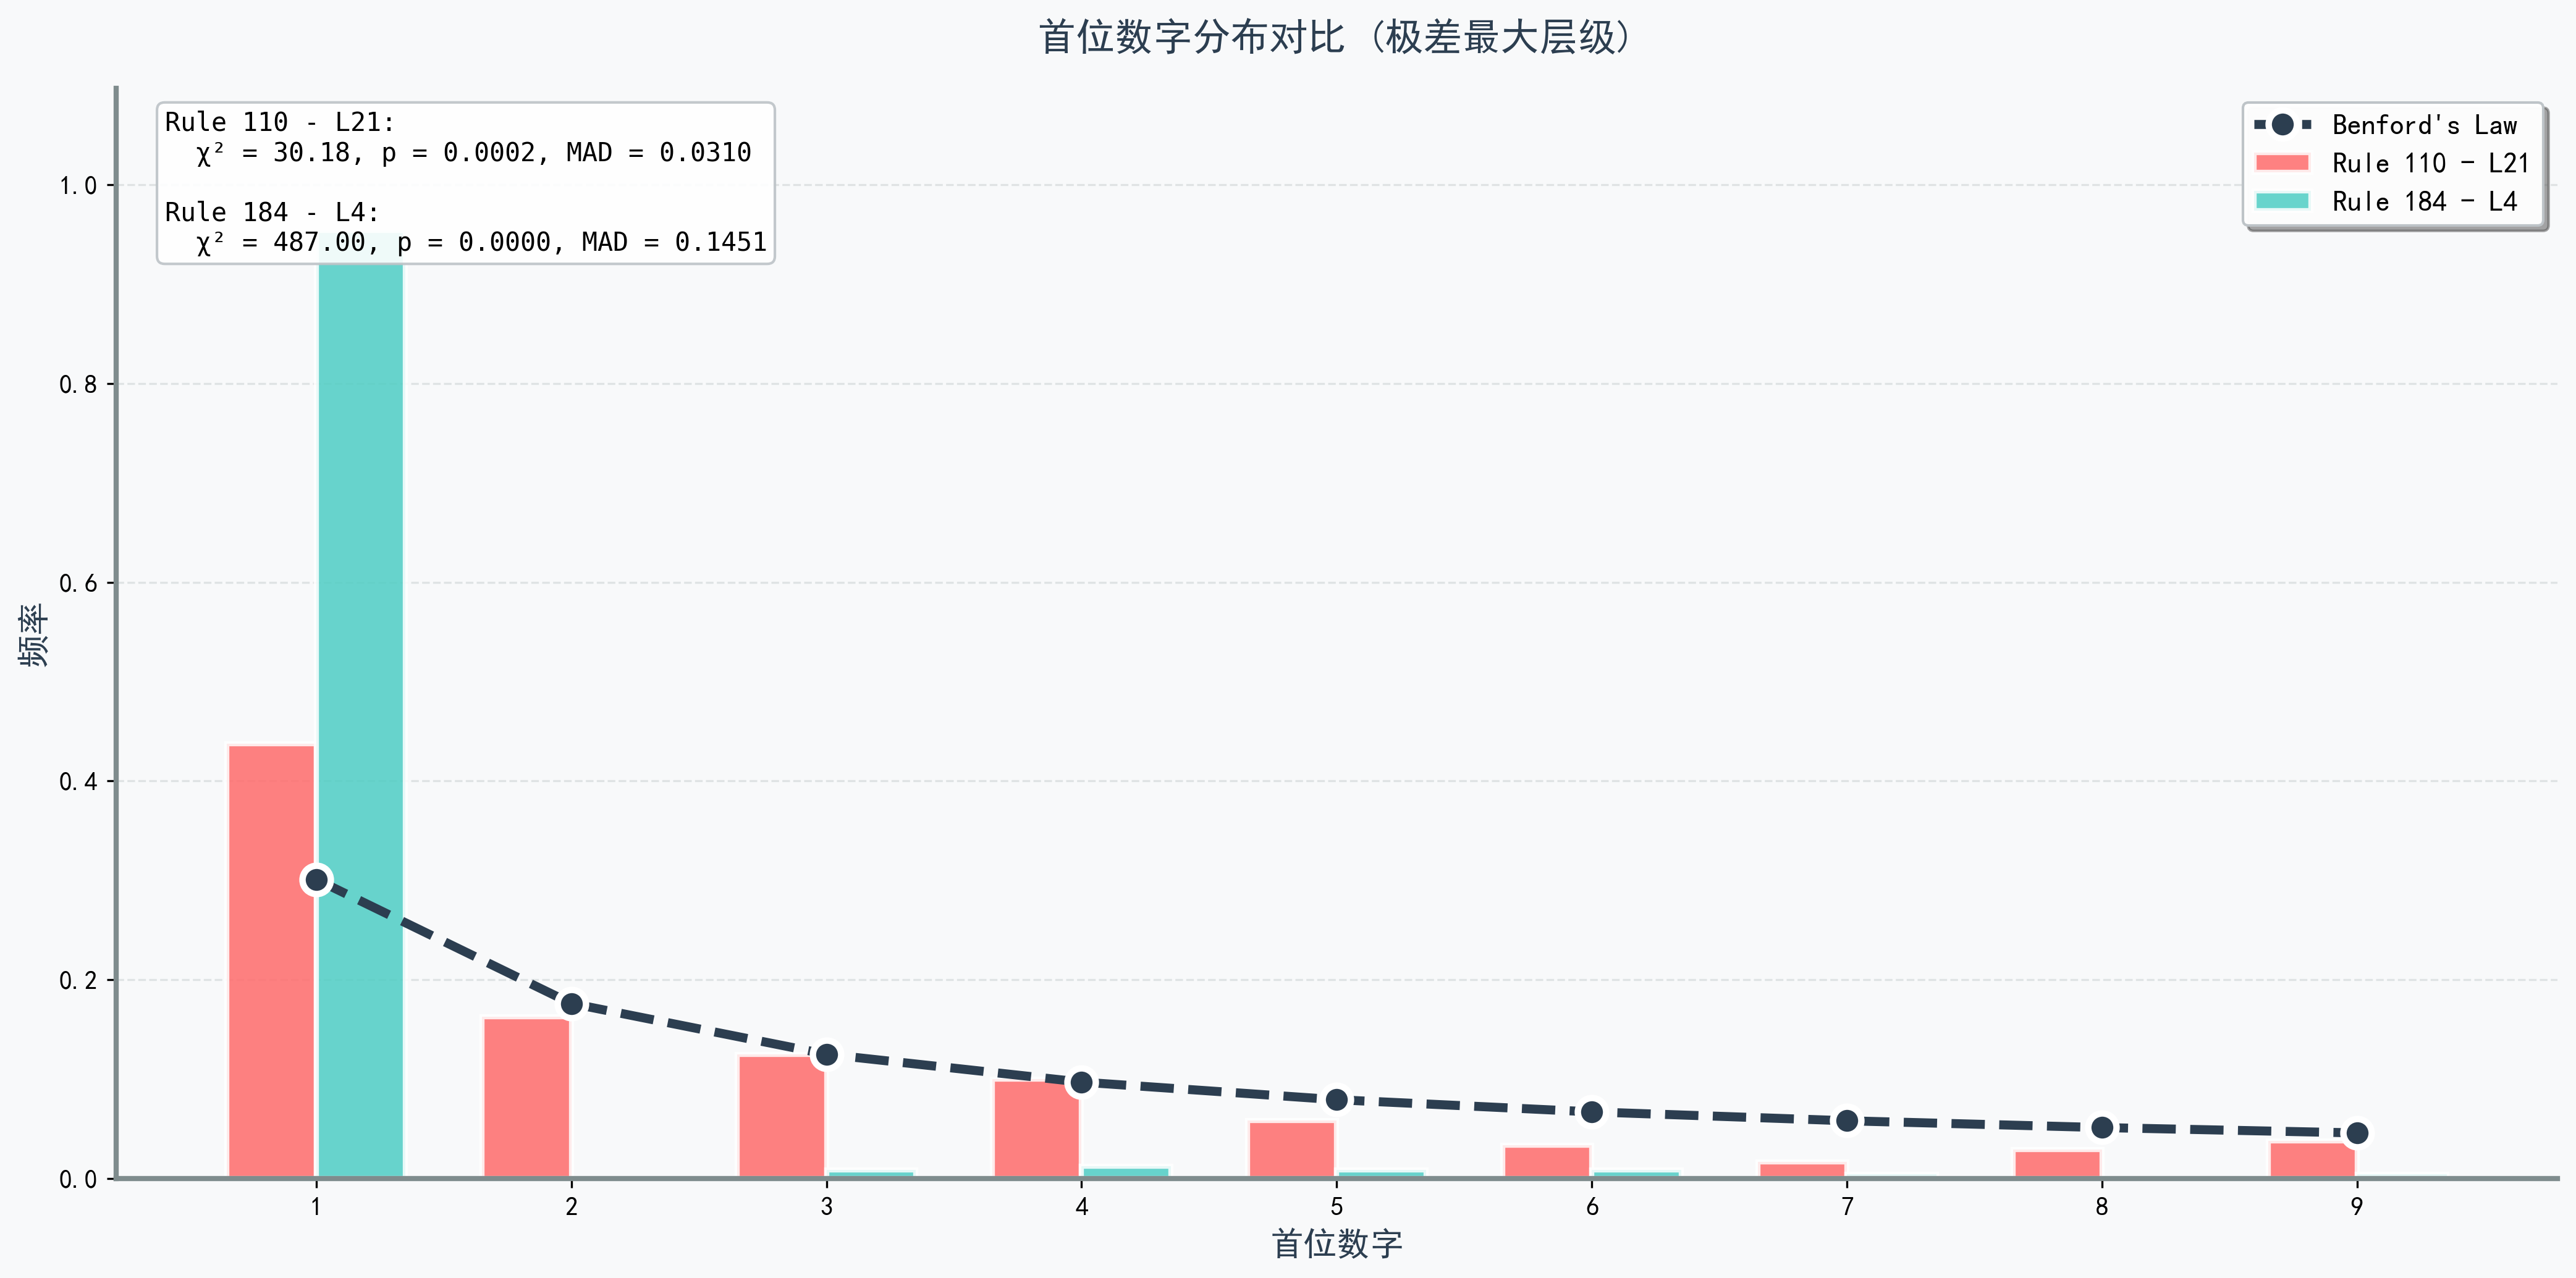 首位数字分布对比 (极差最大层级)
Rule 110 - L21:
χ² = 30.18, p = 0.0002, MAD = 0.0310
Rule 184 - L4:
χ² = 487.00, p = 0.0000, MAD = 0.1451
Benford's Law
Rule 110 - L21
Rule 184 - L4
1.0
0.8
0.6
0.4
0.2
0.0
频率
1 2 3 4 5 6 7 8 9
首位数字